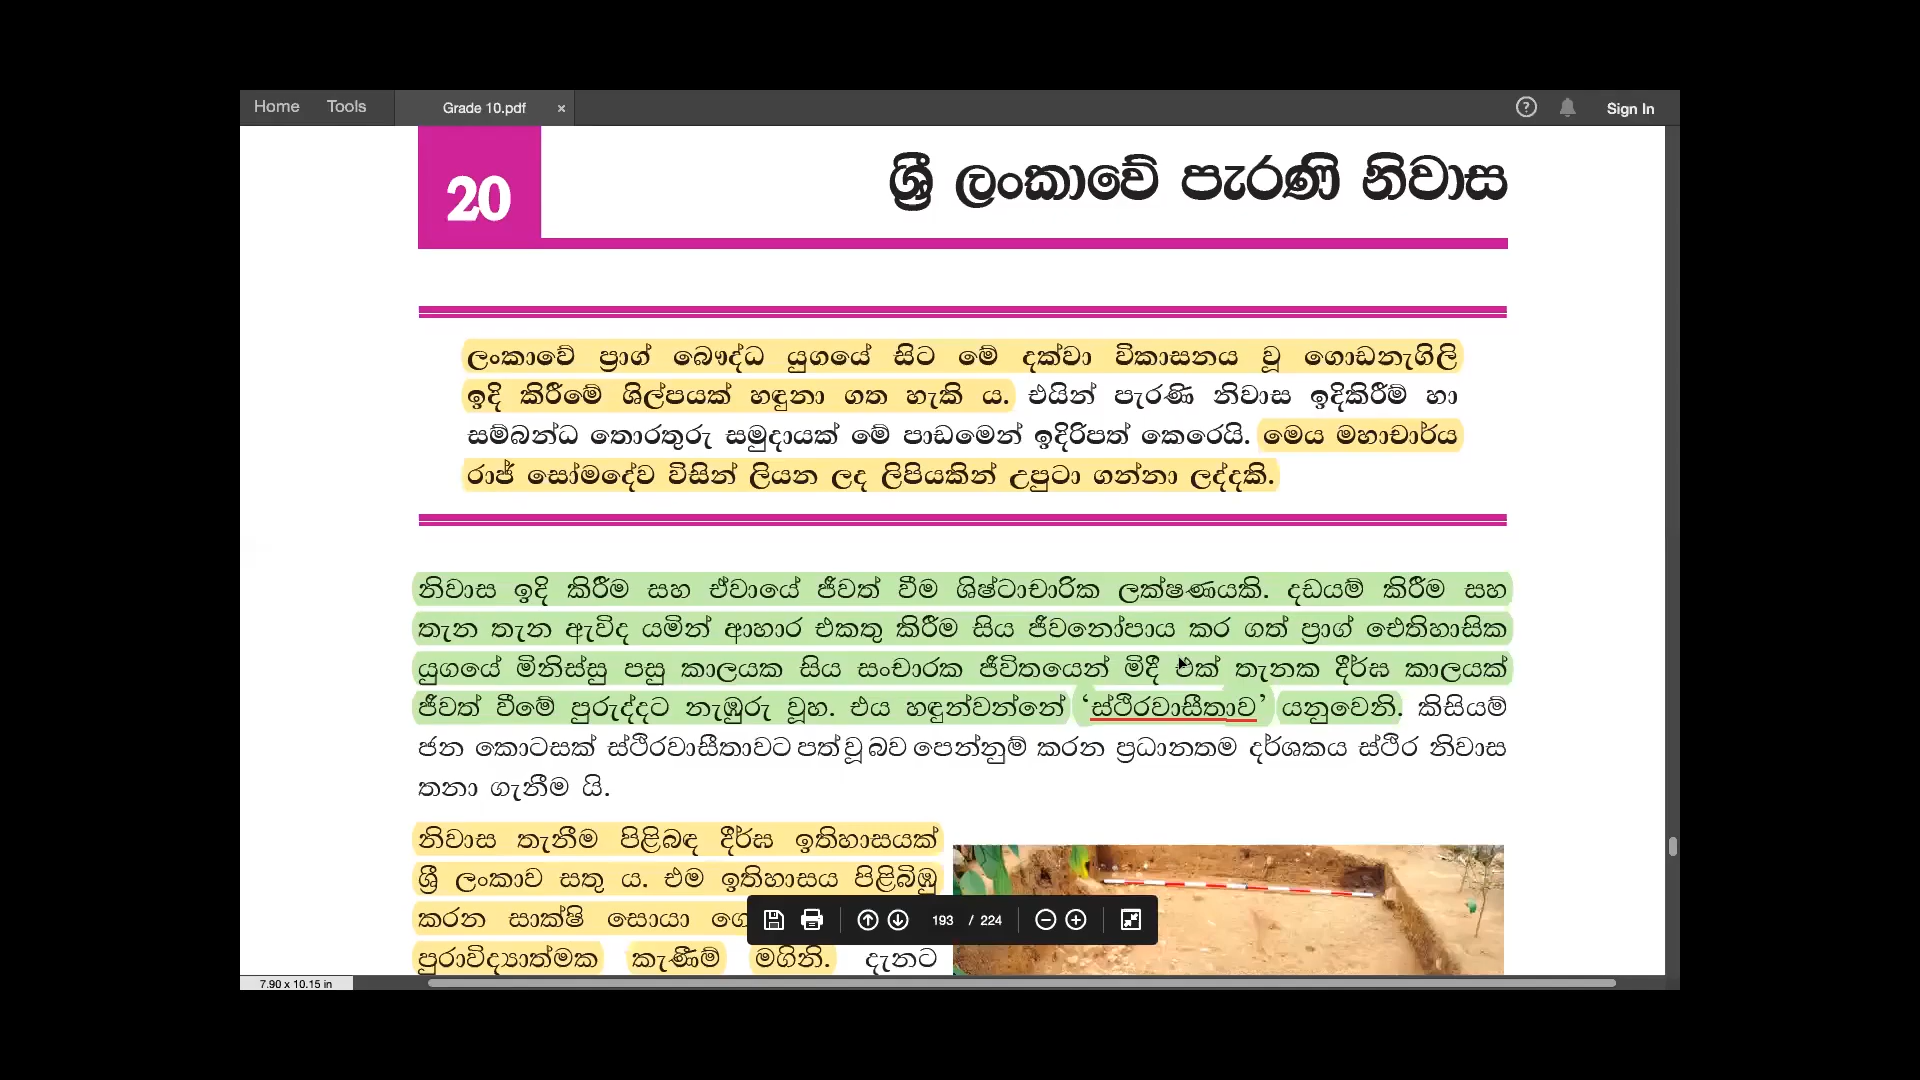 Home Tools Grade 10.pdf × ? Sign In
20
ශ්‍රී ලංකාවේ පැරණි නිවාස
ලංකාවේ ප්‍රාග් බෞද්ධ යුගයේ සිට මේ දක්වා විකාසනය වූ ගොඩනැගිලි
ඉදි කිරීමේ ශිල්පයක් හඳුනා ගත හැකි ය. එයින් පැරණි නිවාස ඉදිකිරීම් හා
සම්බන්ධ තොරතුරු සමුදායක් මේ පාඩමෙන් ඉදිරිපත් කෙරෙයි. මෙය මහාචාර්ය
රාජ් සෝමදේව විසින් ලියන ලද ලිපියකින් උපුටා ගන්නා ලද්දකි.
නිවාස ඉදි කිරීම සහ ඒවායේ ජීවත් වීම ශිෂ්ටාචාරික ලක්ෂණයකි. දඩයම් කිරීම සහ
තැන තැන ඇවිද යමින් ආහාර එකතු කිරීම සිය ජීවනෝපාය කර ගත් ප්‍රාග් ඓතිහාසික
යුගයේ මිනිස්සු පසු කාලයක සිය සංචාරක ජීවිතයෙන් මිදී එක් තැනක දීර්ඝ කාලයක්
ජීවත් වීමේ පුරුද්දට නැඹුරු වූහ. එය හඳුන්වන්නේ ‘ස්ථිරවාසීතාව’ යනුවෙනි. කිසියම්
ජන කොටසක් ස්ථිරවාසීතාවට පත් වූ බව පෙන්නුම් කරන ප්‍රධානතම දර්ශකය ස්ථිර නිවාස
තනා ගැනීම යි.
නිවාස තැනීම පිළිබඳ දීර්ඝ ඉතිහාසයක්
ශ්‍රී ලංකාව සතු ය. එම ඉතිහාසය පිළිබිඹු
කරන සාක්ෂි සොයා
පුරාවිද්‍යාත්මක කැණීම් මගිනි. දැනට
193 / 224
7.90 x 10.15 in